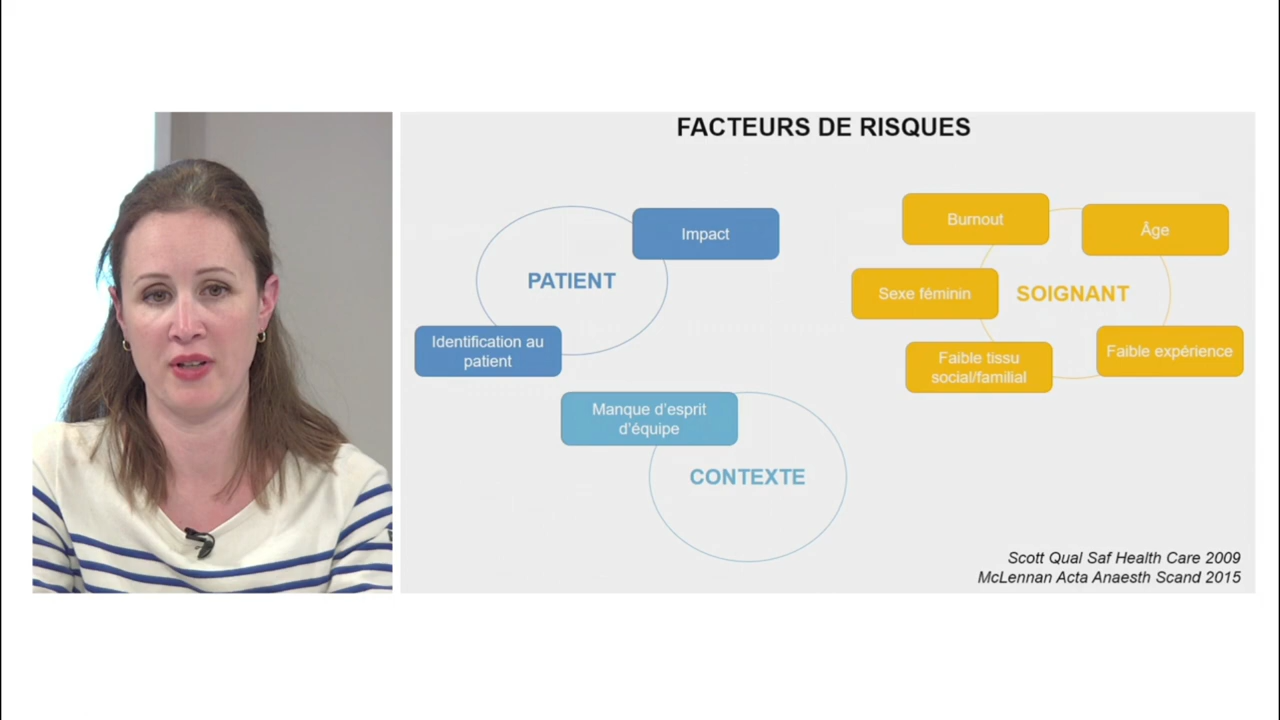 FACTEURS DE RISQUES
Impact
PATIENT
Identification au
patient
Burnout
Âge
Sexe féminin
SOIGNANT
Faible tissu
social/familial
Faible expérience
Manque d'esprit
d'équipe
CONTEXTE
Scott Qual Saf Health Care 2009
McLennan Acta Anaesth Scand 2015